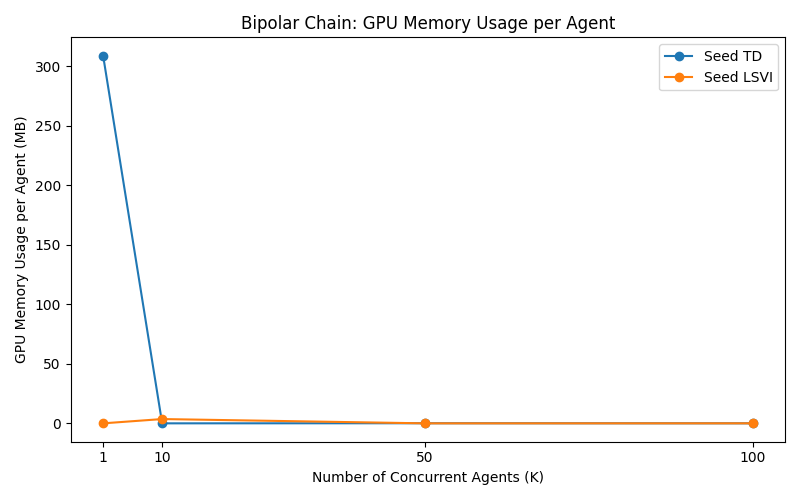 Bipolar Chain: GPU Memory Usage per Agent
Seed TD
Seed LSVI
GPU Memory Usage per Agent (MB)
300
250
200
150
100
50
0
1
10
50
100
Number of Concurrent Agents (K)